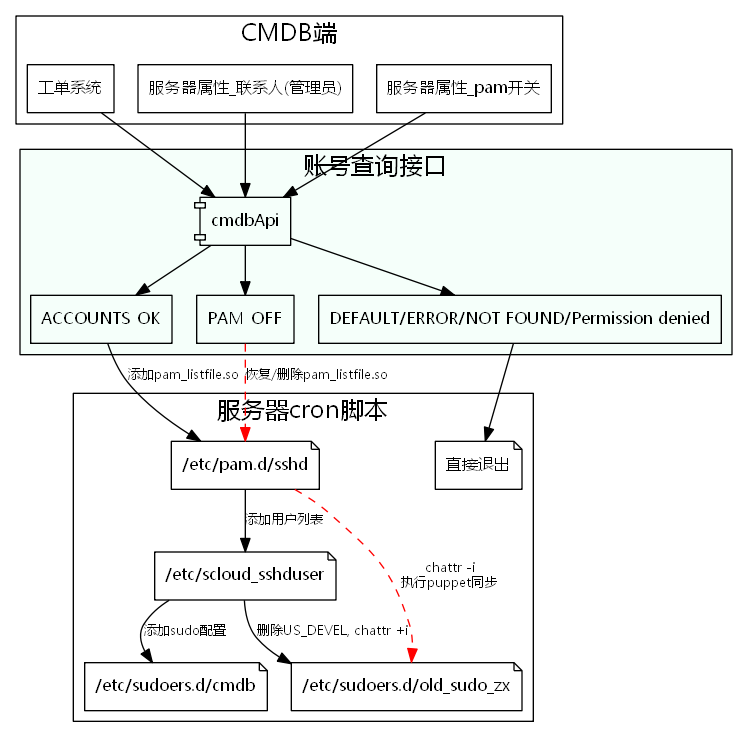 CMDB端
工单系统
服务器属性_联系人(管理员)
服务器属性_pam开关
账号查询接口
cmdbApi
ACCOUNTS OK
PAM OFF
DEFAULT/ERROR/NOT FOUND/Permission denied
添加pam_listfile.so
恢复/删除pam_listfile.so
服务器cron脚本
/etc/pam.d/sshd
直接退出
添加用户列表
/etc/scloud_sshduser
chattr -i
执行puppet同步
添加sudo配置
删除US_DEVEL, chattr +i
/etc/sudoers.d/cmdb
/etc/sudoers.d/old_sudo_zx